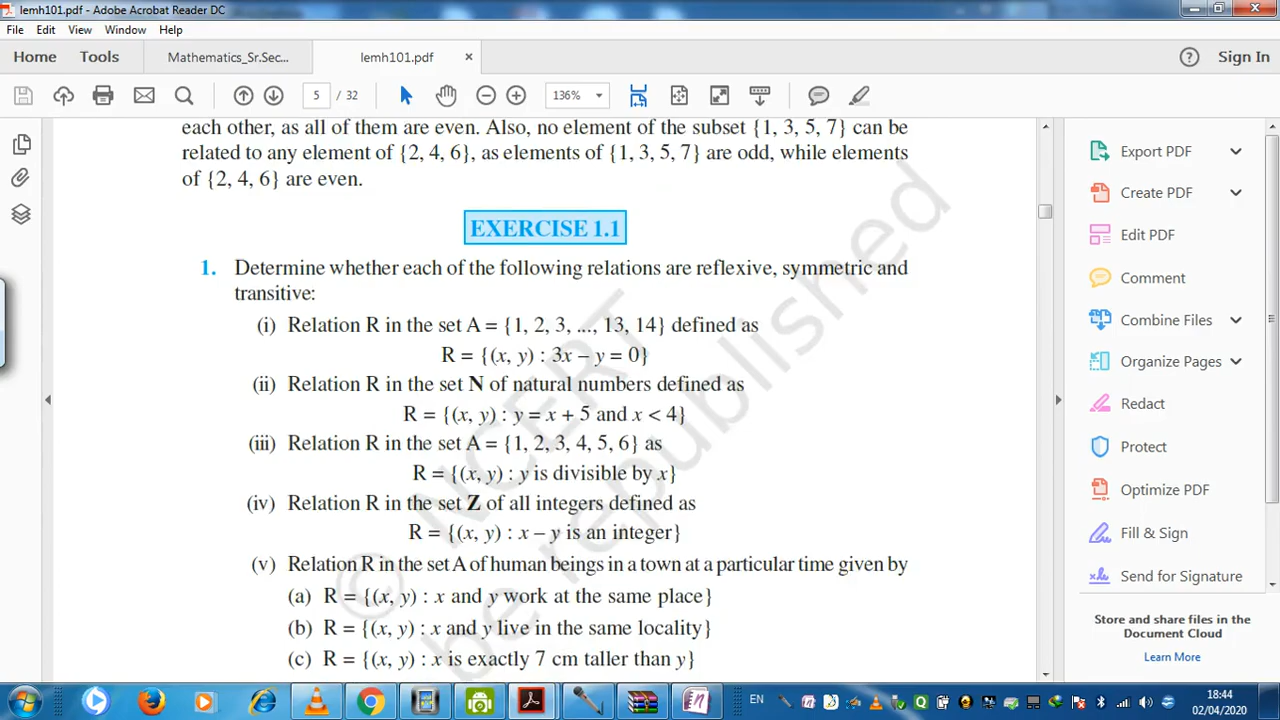 lemh101.pdf - Adobe Acrobat Reader DC
File Edit View Window Help
Home Tools Mathematics_Sr.Sec... lemh101.pdf × Sign In
5 / 32 136%
each other, as all of them are even. Also, no element of the subset {1, 3, 5, 7} can be
related to any element of {2, 4, 6}, as elements of {1, 3, 5, 7} are odd, while elements
of {2, 4, 6} are even.
EXERCISE 1.1
1. Determine whether each of the following relations are reflexive, symmetric and
transitive:
(i) Relation R in the set A = {1, 2, 3, ..., 13, 14} defined as
R = {(x, y) : 3x – y = 0}
(ii) Relation R in the set N of natural numbers defined as
R = {(x, y) : y = x + 5 and x < 4}
(iii) Relation R in the set A = {1, 2, 3, 4, 5, 6} as
R = {(x, y) : y is divisible by x}
(iv) Relation R in the set Z of all integers defined as
R = {(x, y) : x – y is an integer}
(v) Relation R in the set A of human beings in a town at a particular time given by
(a) R = {(x, y) : x and y work at the same place}
(b) R = {(x, y) : x and y live in the same locality}
(c) R = {(x, y) : x is exactly 7 cm taller than y}
© NCERT
be republished
Export PDF
Create PDF
Edit PDF
Comment
Combine Files
Organize Pages
Redact
Protect
Optimize PDF
Fill & Sign
Send for Signature
Store and share files in the
Document Cloud
Learn More
EN
18:44
02/04/2020